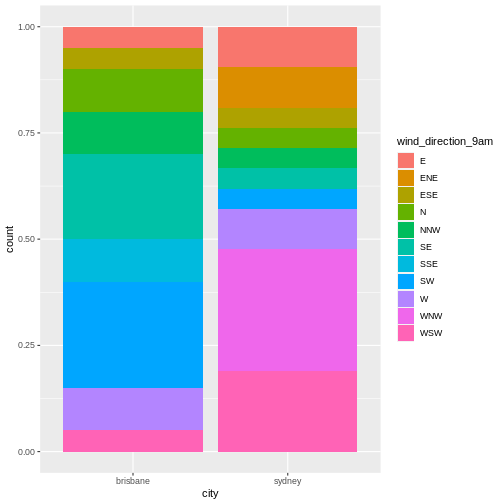 1.00
0.75
0.50
0.25
0.00
count
brisbane
sydney
city
wind_direction_9am
E
ENE
ESE
N
NNW
SE
SSE
SW
W
WNW
WSW